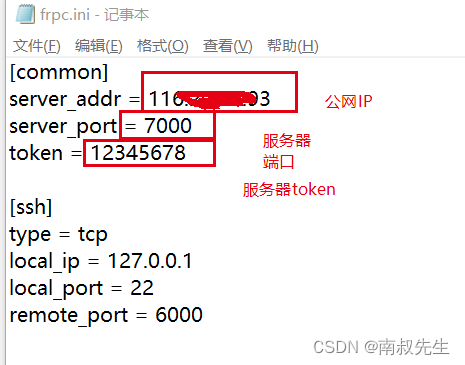 frpc.ini - 记事本
文件(F) 编辑(E) 格式(O) 查看(V) 帮助(H)
[common]
server_addr = 116. 93
公网IP
server_port = 7000
token = 12345678
服务器
端口
服务器token
[ssh]
type = tcp
local_ip = 127.0.0.1
local_port = 22
remote_port = 6000
CSDN @南叔先生